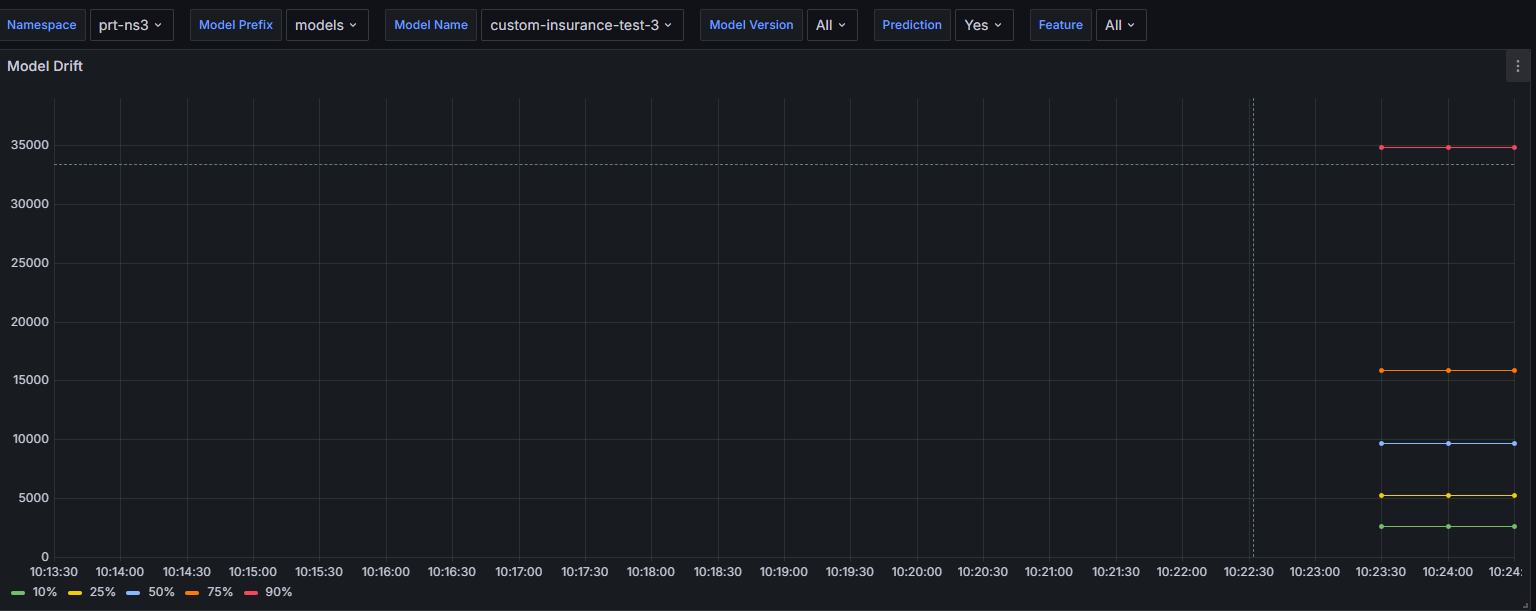 Namespace prt-ns3 Model Prefix models Model Name custom-insurance-test-3 Model Version All Prediction Yes Feature All
Model Drift
35000
30000
25000
20000
15000
10000
5000
0
10:13:30 10:14:00 10:14:30 10:15:00 10:15:30 10:16:00 10:16:30 10:17:00 10:17:30 10:18:00 10:18:30 10:19:00 10:19:30 10:20:00 10:20:30 10:21:00 10:21:30 10:22:00 10:22:30 10:23:00 10:23:30 10:24:00 10:24:
10% 25% 50% 75% 90%